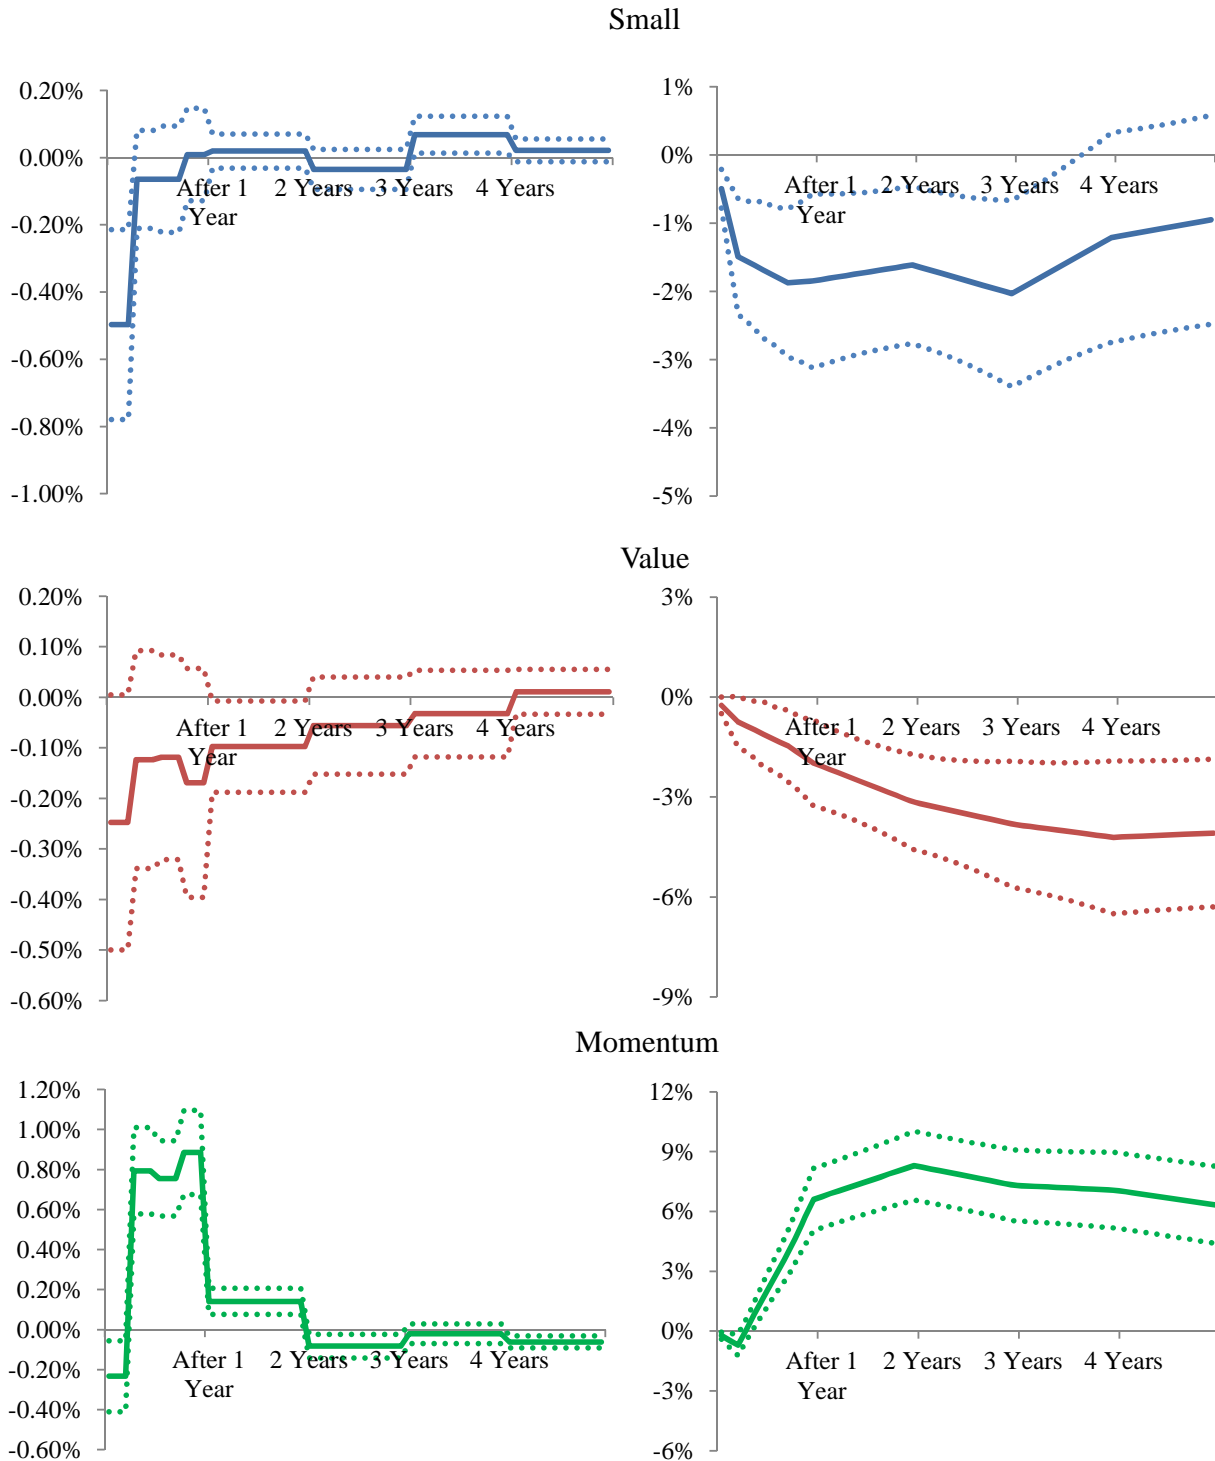 Small
0.20%
0.00%
-0.20%
-0.40%
-0.60%
-0.80%
-1.00%
After 1
Year
2 Years
3 Years
4 Years
1%
0%
-1%
-2%
-3%
-4%
-5%
After 1
Year
2 Years
3 Years
4 Years
Value
0.20%
0.10%
0.00%
-0.10%
-0.20%
-0.30%
-0.40%
-0.50%
-0.60%
After 1
Year
2 Years
3 Years
4 Years
3%
0%
-3%
-6%
-9%
After 1
Year
2 Years
3 Years
4 Years
Momentum
1.20%
1.00%
0.80%
0.60%
0.40%
0.20%
0.00%
-0.20%
-0.40%
-0.60%
After 1
Year
2 Years
3 Years
4 Years
12%
9%
6%
3%
0%
-3%
-6%
After 1
Year
2 Years
3 Years
4 Years